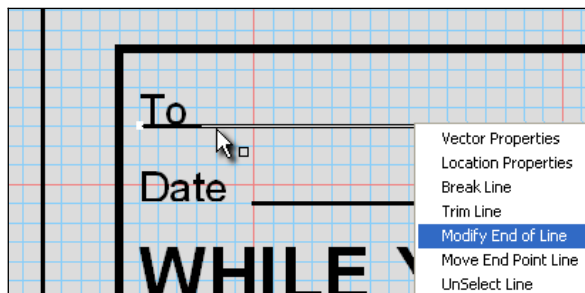 To
Date
WHILE
Vector Properties
Location Properties
Break Line
Trim Line
Modify End of Line
Move End Point Line
UnSelect Line